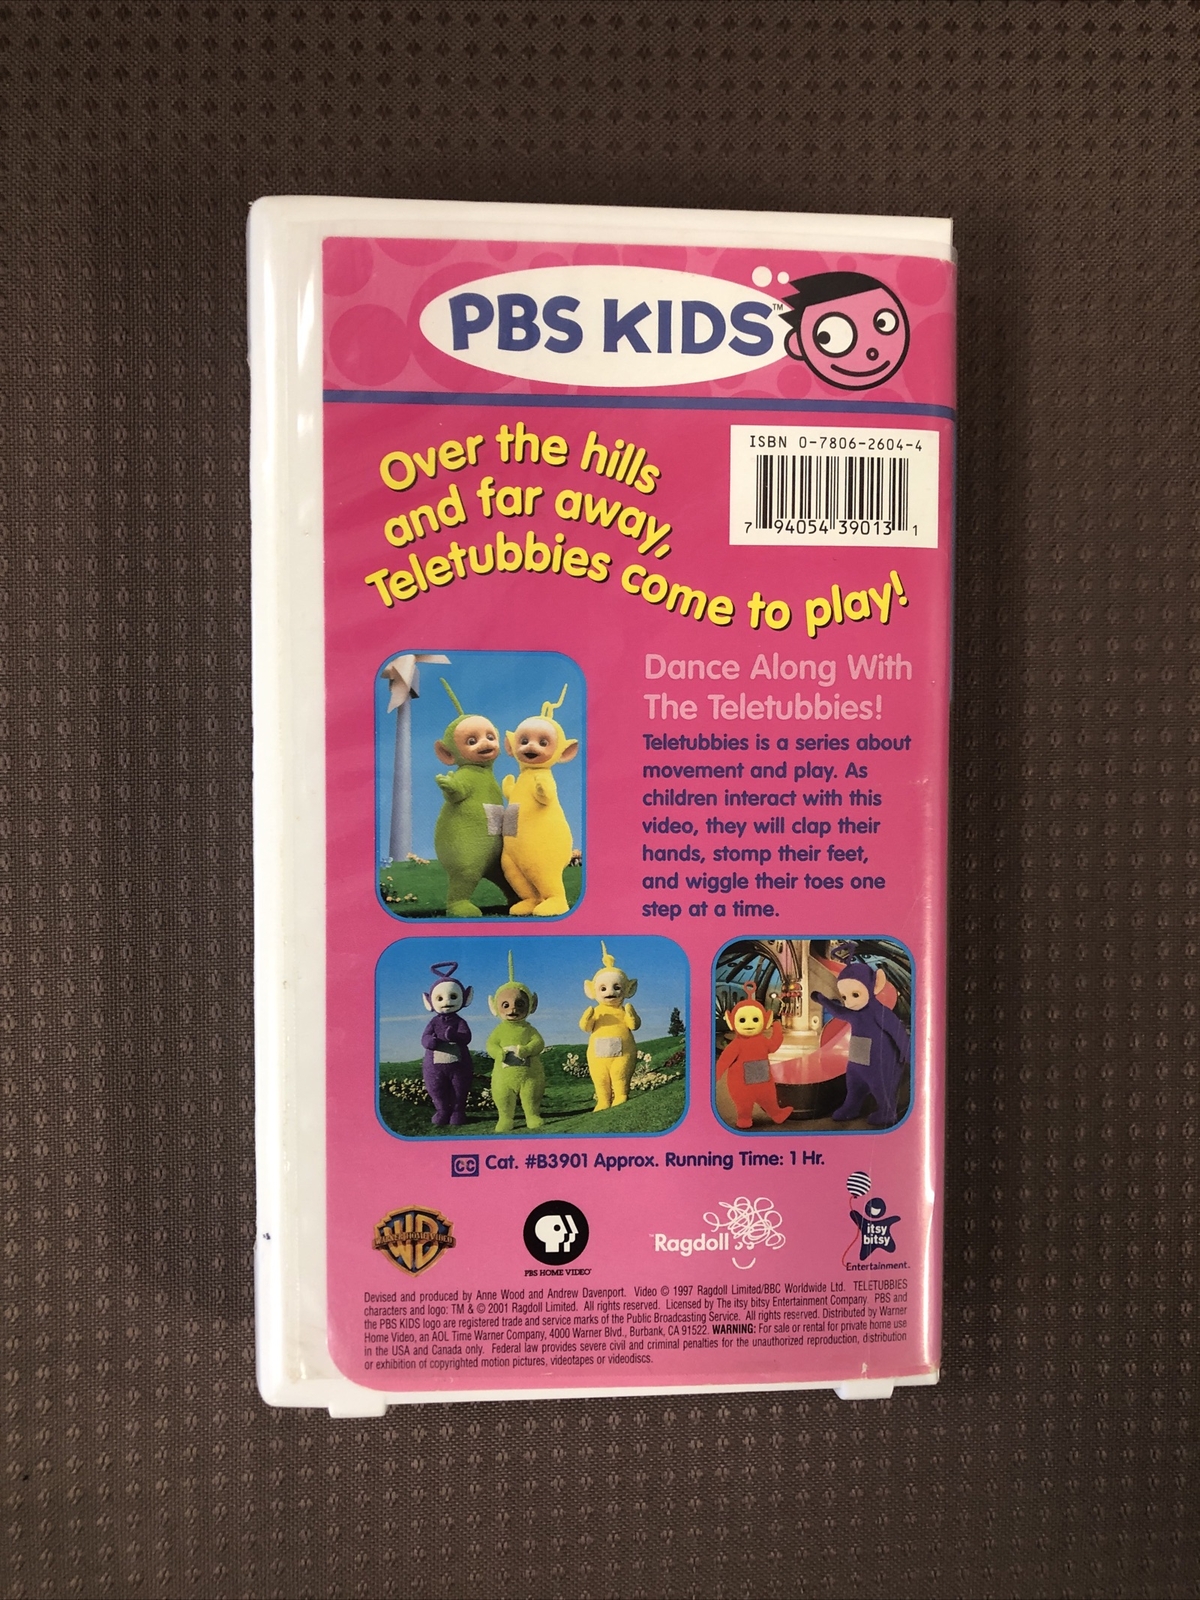 PBS KIDS™
ISBN 0-7806-2604-4
7 94054 39013 1
Over the hills
and far away,
Teletubbies come to play!
Dance Along With
The Teletubbies!
Teletubbies is a series about
movement and play. As
children interact with this
video, they will clap their
hands, stomp their feet,
and wiggle their toes one
step at a time.
CC Cat. #B3901 Approx. Running Time: 1 Hr.
WB
WARNER HOME VIDEO
PBS HOME VIDEO
™Ragdoll
itsy
bitsy
Entertainment.
Devised and produced by Anne Wood and Andrew Davenport. Video © 1997 Ragdoll Limited/BBC Worldwide Ltd. TELETUBBIES
characters and logo: TM & © 2001 Ragdoll Limited. All rights reserved. Licensed by The itsy bitsy Entertainment Company. PBS and
the PBS KIDS logo are registered trade and service marks of the Public Broadcasting Service. All rights reserved. Distributed by Warner
Home Video, an AOL Time Warner Company, 4000 Warner Blvd., Burbank, CA 91522. WARNING: For sale or rental for private home use
in the USA and Canada only. Federal law provides severe civil and criminal penalties for the unauthorized reproduction, distribution
or exhibition of copyrighted motion pictures, videotapes or videodiscs.